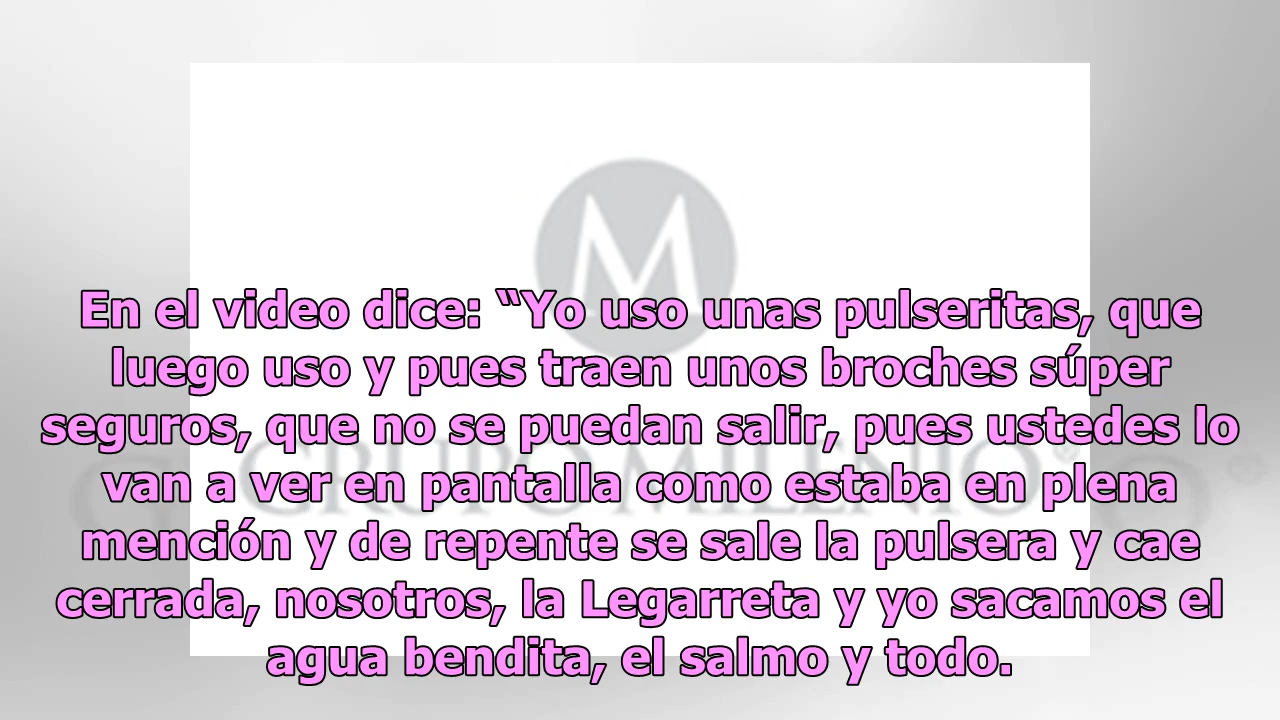 M
En el video dice: “Yo uso unas pulseritas, que
luego uso y pues traen unos broches súper
seguros, que no se puedan salir, pues ustedes lo
van a ver en pantalla como estaba en plena
mención y de repente se sale la pulsera y cae
cerrada, nosotros, la Legarreta y yo sacamos el
agua bendita, el salmo y todo.
GRUPO MILENIO®